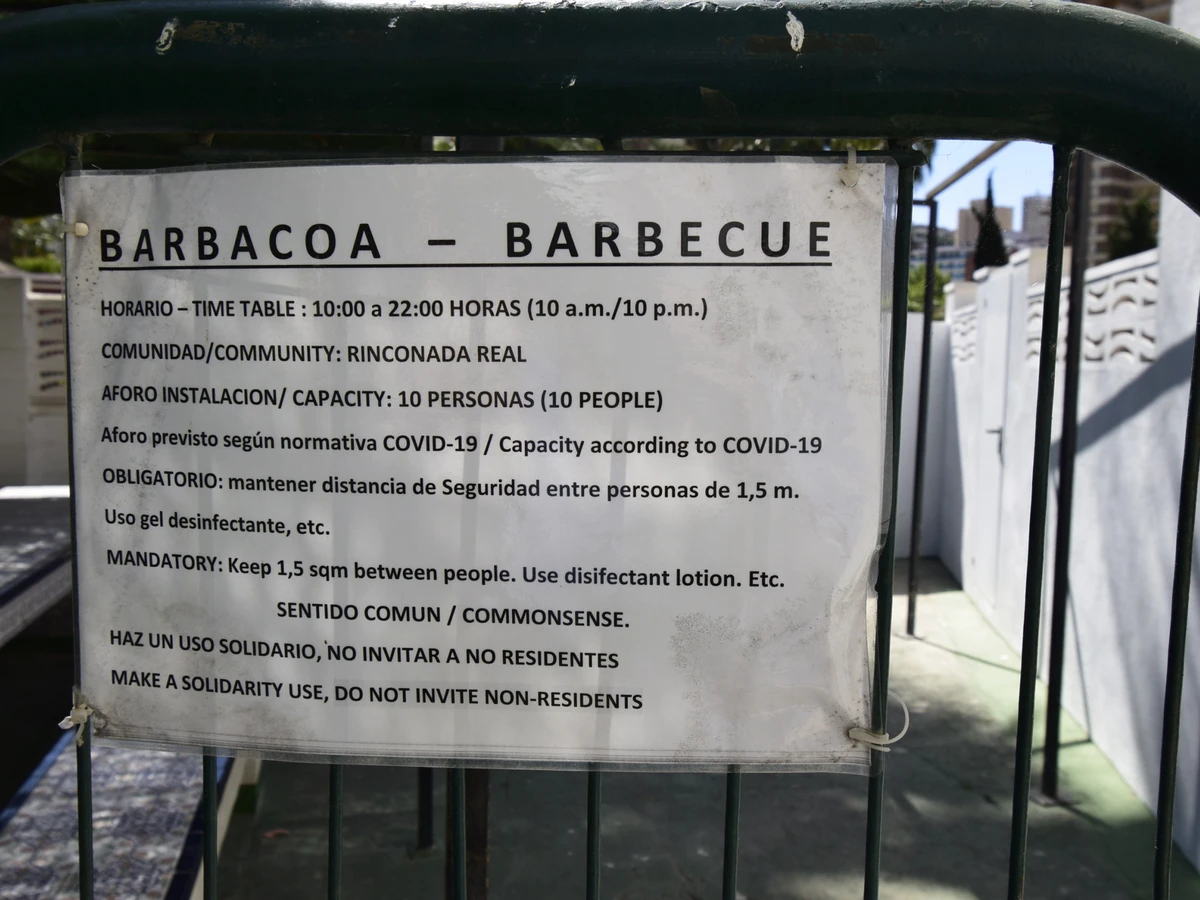 BARBACOA – BARBECUE
HORARIO – TIME TABLE : 10:00 a 22:00 HORAS (10 a.m./10 p.m.)
COMUNIDAD/COMMUNITY: RINCONADA REAL
AFORO INSTALACION/ CAPACITY: 10 PERSONAS (10 PEOPLE)
Aforo previsto según normativa COVID-19 / Capacity according to COVID-19
OBLIGATORIO: mantener distancia de Seguridad entre personas de 1,5 m.
Uso gel desinfectante, etc.
MANDATORY: Keep 1,5 sqm between people. Use disifectant lotion. Etc.
SENTIDO COMUN / COMMONSENSE.
HAZ UN USO SOLIDARIO, NO INVITAR A NO RESIDENTES
MAKE A SOLIDARITY USE, DO NOT INVITE NON-RESIDENTS